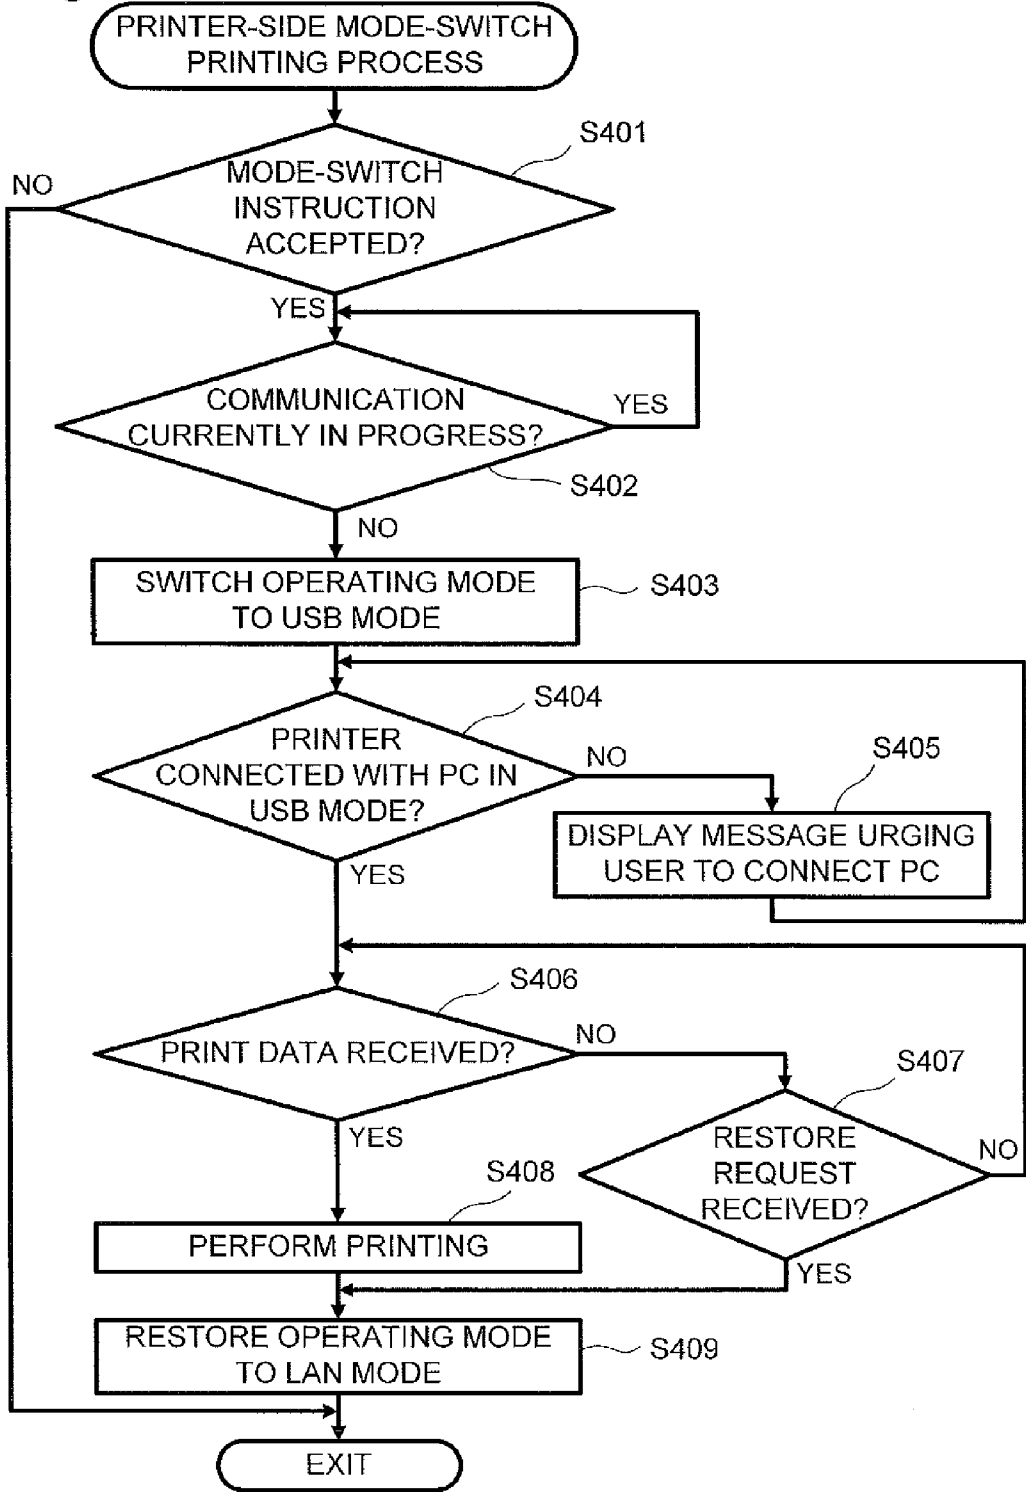 PRINTER-SIDE MODE-SWITCH
PRINTING PROCESS
S401
MODE-SWITCH
INSTRUCTION
ACCEPTED?
NO
YES
COMMUNICATION
CURRENTLY IN PROGRESS?
YES
S402
NO
SWITCH OPERATING MODE
TO USB MODE
S403
S404
PRINTER
CONNECTED WITH PC IN
USB MODE?
NO
S405
DISPLAY MESSAGE URGING
USER TO CONNECT PC
YES
S406
PRINT DATA RECEIVED?
NO
S407
RESTORE
REQUEST
RECEIVED?
NO
YES
S408
PERFORM PRINTING
YES
RESTORE OPERATING MODE
TO LAN MODE
S409
EXIT